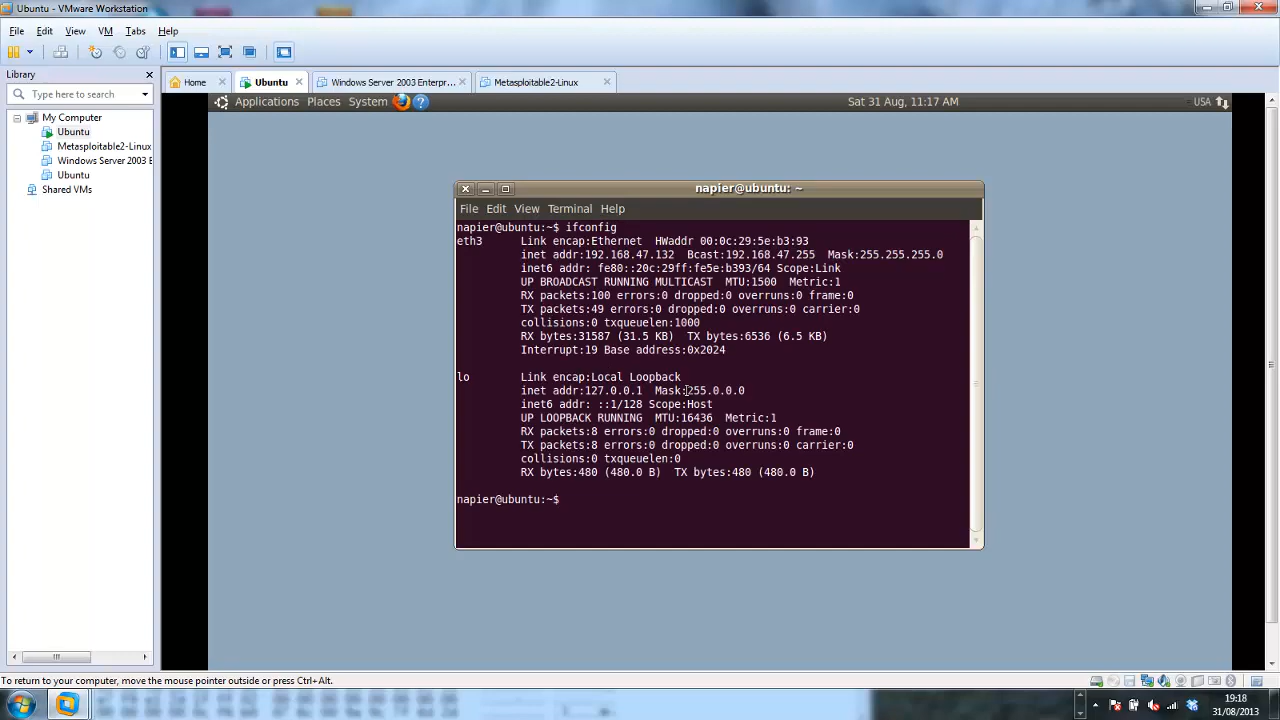 Ubuntu - VMware Workstation
File Edit View VM Tabs Help
Library
Type here to search
My Computer
Ubuntu
Metasploitable2-Linux
Windows Server 2003 E
Ubuntu
Shared VMs
Home
Ubuntu
Windows Server 2003 Enterpr...
Metasploitable2-Linux
Applications Places System
Sat 31 Aug, 11:17 AM
USA
napier@ubuntu: ~
File Edit View Terminal Help
napier@ubuntu:~$ ifconfig
eth3 Link encap:Ethernet HWaddr 00:0c:29:5e:b3:93
inet addr:192.168.47.132 Bcast:192.168.47.255 Mask:255.255.255.0
inet6 addr: fe80::20c:29ff:fe5e:b393/64 Scope:Link
UP BROADCAST RUNNING MULTICAST MTU:1500 Metric:1
RX packets:100 errors:0 dropped:0 overruns:0 frame:0
TX packets:49 errors:0 dropped:0 overruns:0 carrier:0
collisions:0 txqueuelen:1000
RX bytes:31587 (31.5 KB) TX bytes:6536 (6.5 KB)
Interrupt:19 Base address:0x2024
lo Link encap:Local Loopback
inet addr:127.0.0.1 Mask:255.0.0.0
inet6 addr: ::1/128 Scope:Host
UP LOOPBACK RUNNING MTU:16436 Metric:1
RX packets:8 errors:0 dropped:0 overruns:0 frame:0
TX packets:8 errors:0 dropped:0 overruns:0 carrier:0
collisions:0 txqueuelen:0
RX bytes:480 (480.0 B) TX bytes:480 (480.0 B)
napier@ubuntu:~$
To return to your computer, move the mouse pointer outside or press Ctrl+Alt.
19:18
31/08/2013